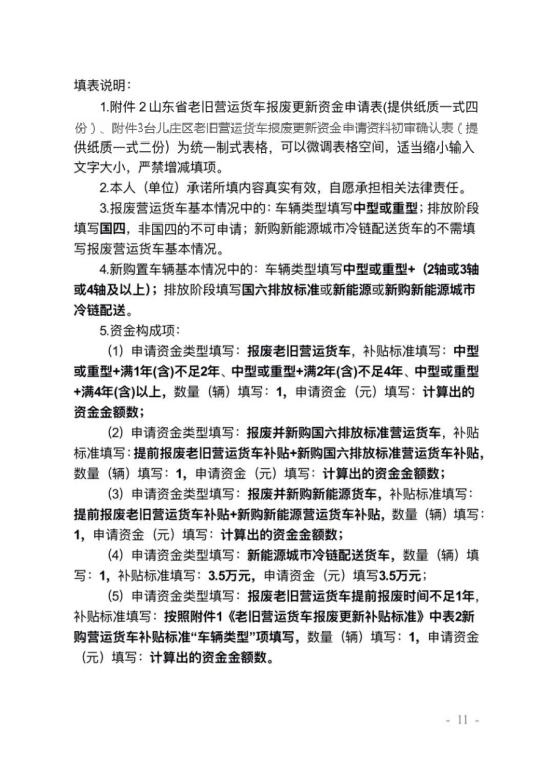 填表说明：
1.附件 2 山东省老旧营运货车报废更新资金申请表(提供纸质一式四
份）、附件3台儿庄区老旧营运货车报废更新资金申请资料初审确认表（提
供纸质一式二份）为统一制式表格，可以微调表格空间，适当缩小输入
文字大小，严禁增减填项。
2.本人（单位）承诺所填内容真实有效，自愿承担相关法律责任。
3.报废营运货车基本情况中的：车辆类型填写中型或重型；排放阶段
填写国四，非国四的不可申请；新购新能源城市冷链配送货车的不需填
写报废营运货车基本情况。
4.新购置车辆基本情况中的：车辆类型填写中型或重型+（2轴或3轴
或4轴及以上）；排放阶段填写国六排放标准或新能源或新购新能源城市
冷链配送。
5.资金构成项：
（1）申请资金类型填写：报废老旧营运货车，补贴标准填写：中型
或重型+满1年(含)不足2年、中型或重型+满2年(含)不足4年、中型或重型
+满4年(含)以上，数量（辆）填写：1，申请资金（元）填写：计算出的
资金金额数；
（2）申请资金类型填写：报废并新购国六排放标准营运货车，补贴
标准填写：提前报废老旧营运货车补贴+新购国六排放标准营运货车补贴，
数量（辆）填写：1，申请资金（元）填写：计算出的资金金额数；
（3）申请资金类型填写：报废并新购新能源货车，补贴标准填写：
提前报废老旧营运货车补贴+新购新能源营运货车补贴，数量（辆）填写：
1，申请资金（元）填写：计算出的资金金额数；
（4）申请资金类型填写：新能源城市冷链配送货车，数量（辆）填
写：1，补贴标准填写：3.5万元，申请资金（元）填写3.5万元；
（5）申请资金类型填写：报废老旧营运货车提前报废时间不足1年，
补贴标准填写：按照附件1《老旧营运货车报废更新补贴标准》中表2新
购营运货车补贴标准“车辆类型”项填写，数量（辆）填写：1，申请资金
（元）填写：计算出的资金金额数。
- 11 -